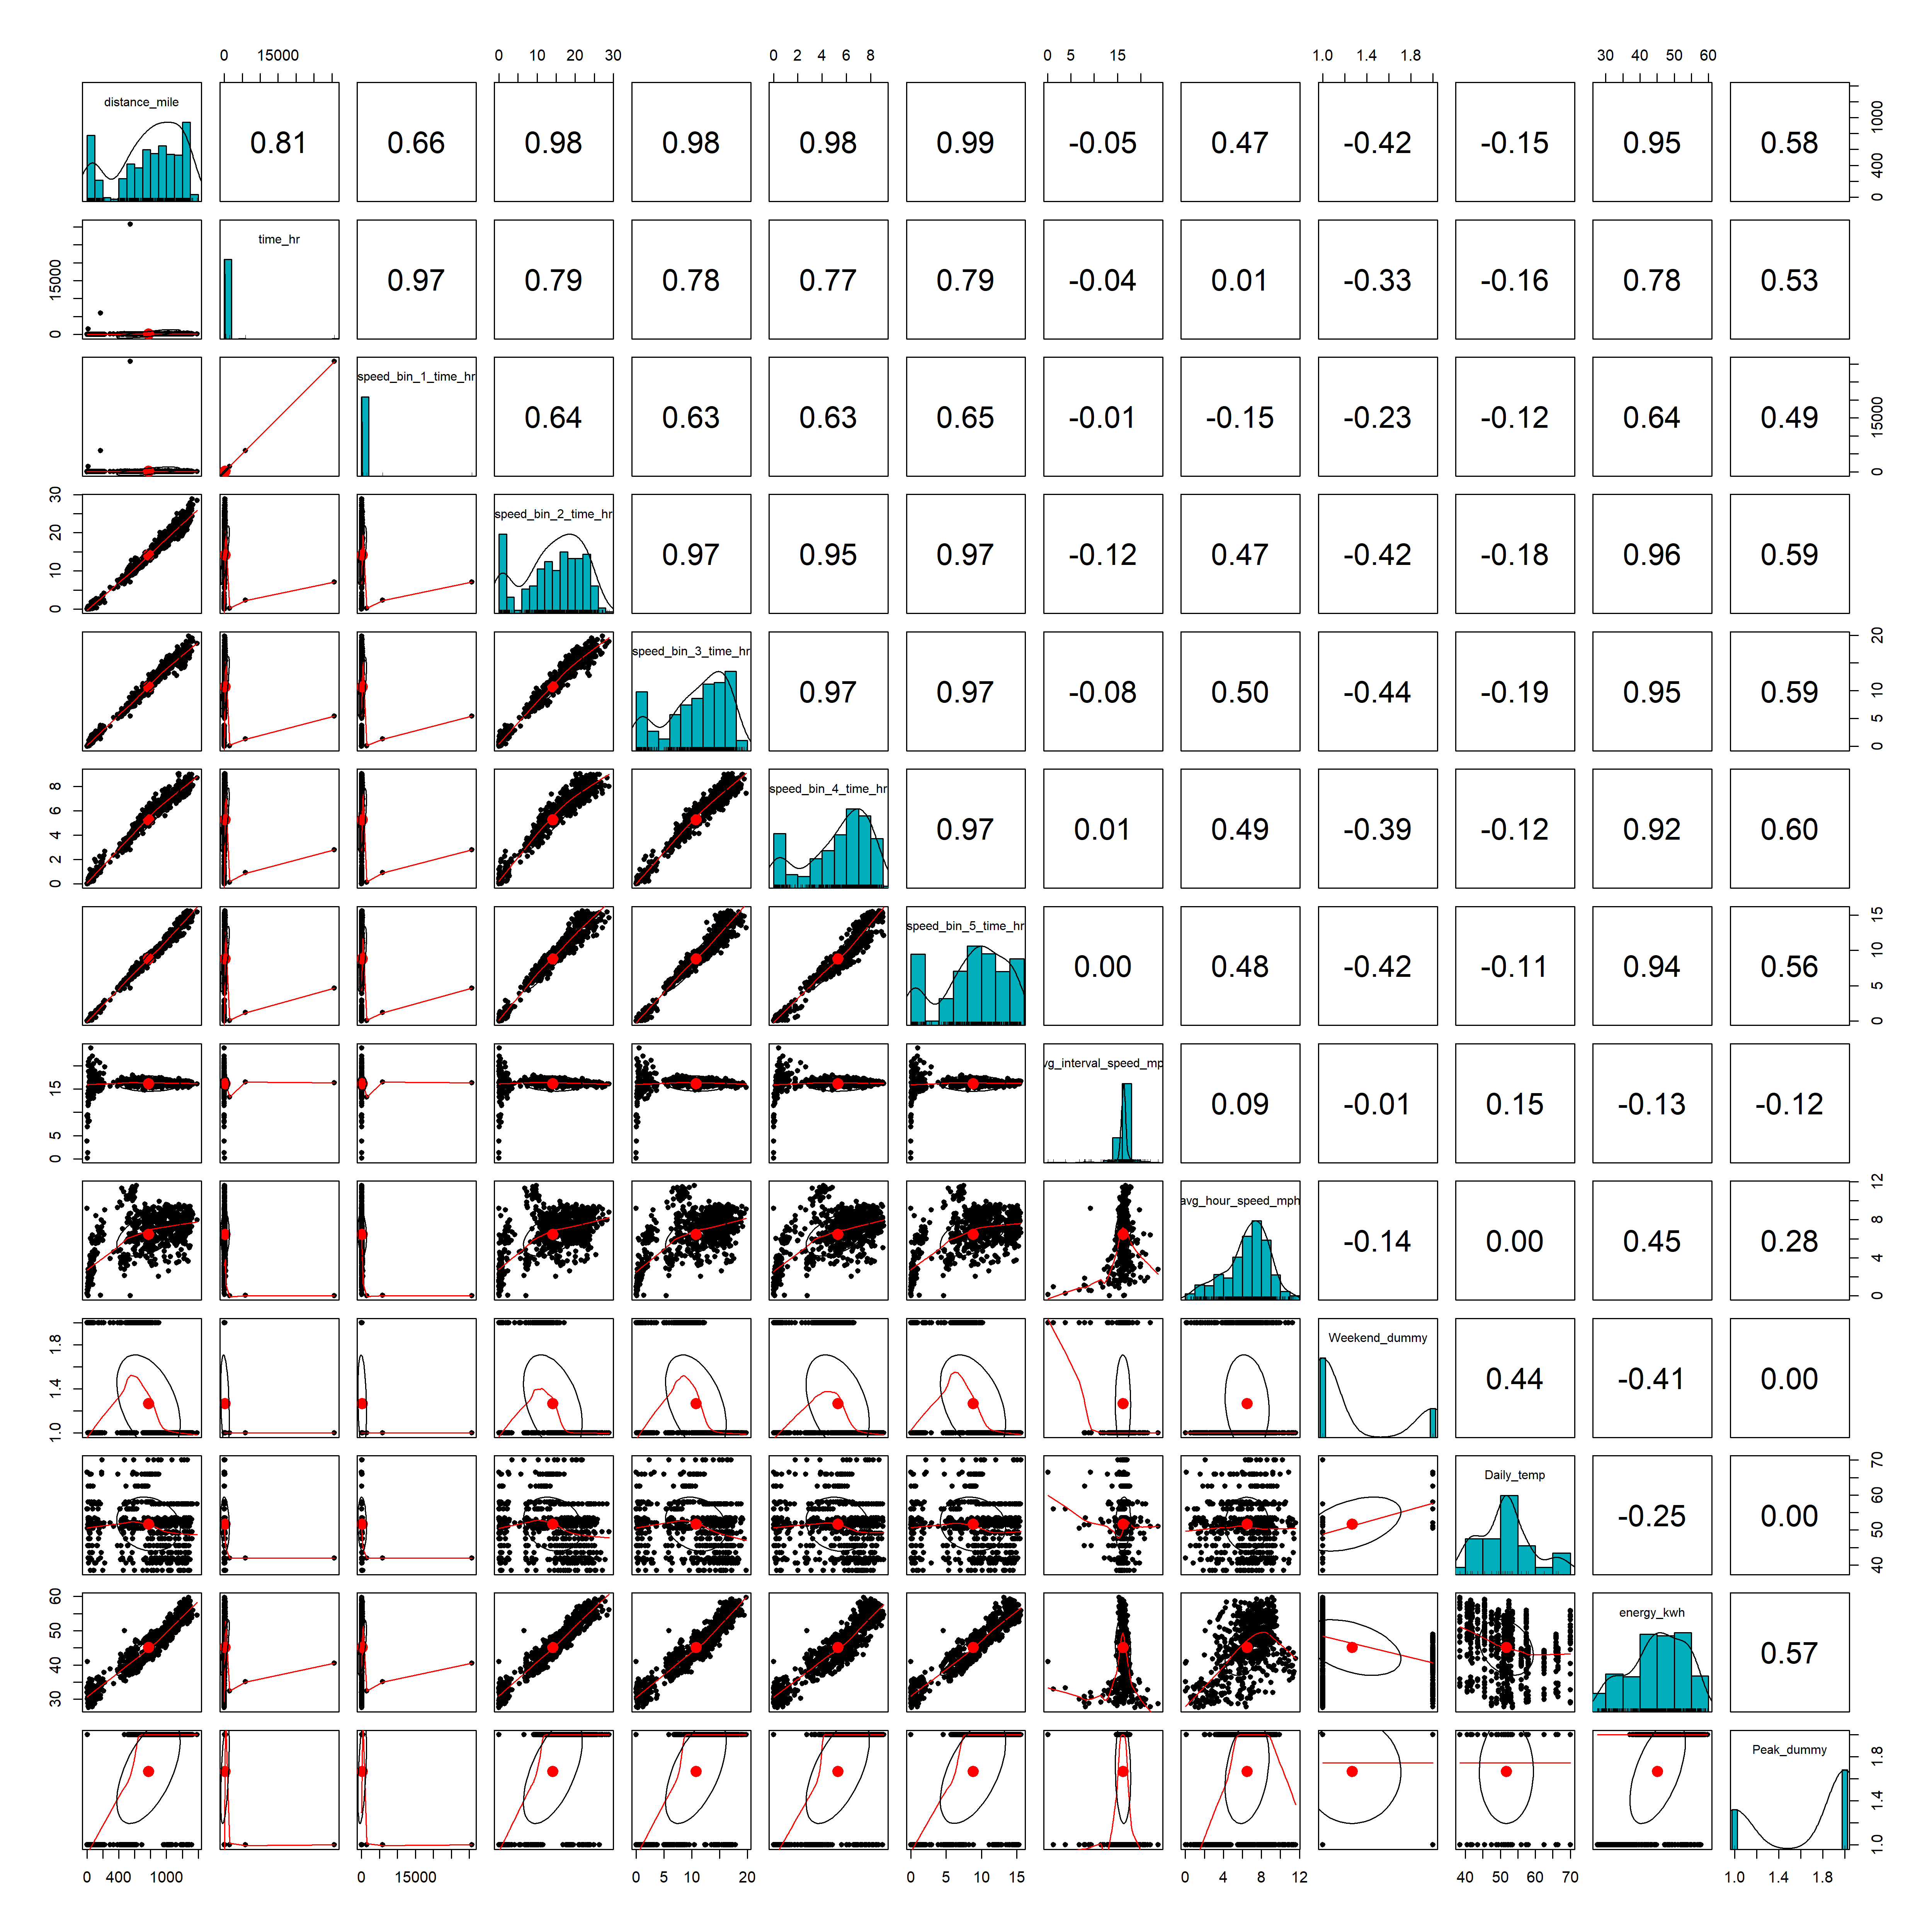 0 15000 0 10 20 30 0 2 4 6 8 0 5 15 1.0 1.4 1.8 30 40 50 60
distance_mile
0.81 0.66 0.98 0.98 0.98 0.99 -0.05 0.47 -0.42 -0.15 0.95 0.58
0 400 1000
time_hr
0 15000
0.97 0.79 0.78 0.77 0.79 -0.04 0.01 -0.33 -0.16 0.78 0.53
speed_bin_1_time_hr
0.64 0.63 0.63 0.65 -0.01 -0.15 -0.23 -0.12 0.64 0.49
0 15000
0 10 20 30
speed_bin_2_time_hr
0.97 0.95 0.97 -0.12 0.47 -0.42 -0.18 0.96 0.59
speed_bin_3_time_hr
0.97 0.97 -0.08 0.50 -0.44 -0.19 0.95 0.59
0 5 10 20
0 2 4 6 8
speed_bin_4_time_hr
0.97 0.01 0.49 -0.39 -0.12 0.92 0.60
speed_bin_5_time_hr
0.00 0.48 -0.42 -0.11 0.94 0.56
0 5 10 15
0 5 15
vg_interval_speed_mp
0.09 -0.01 0.15 -0.13 -0.12
avg_hour_speed_mph
-0.14 0.00 0.45 0.28
0 4 8 12
1.0 1.4 1.8
Weekend_dummy
0.44 -0.41 0.00
Daily_temp
-0.25 0.00
40 50 60 70
30 40 50 60
energy_kwh
0.57
Peak_dummy
1.0 1.4 1.8
0 400 1000 0 15000 0 5 10 20 0 5 10 15 0 4 8 12 40 50 60 70 1.0 1.4 1.8